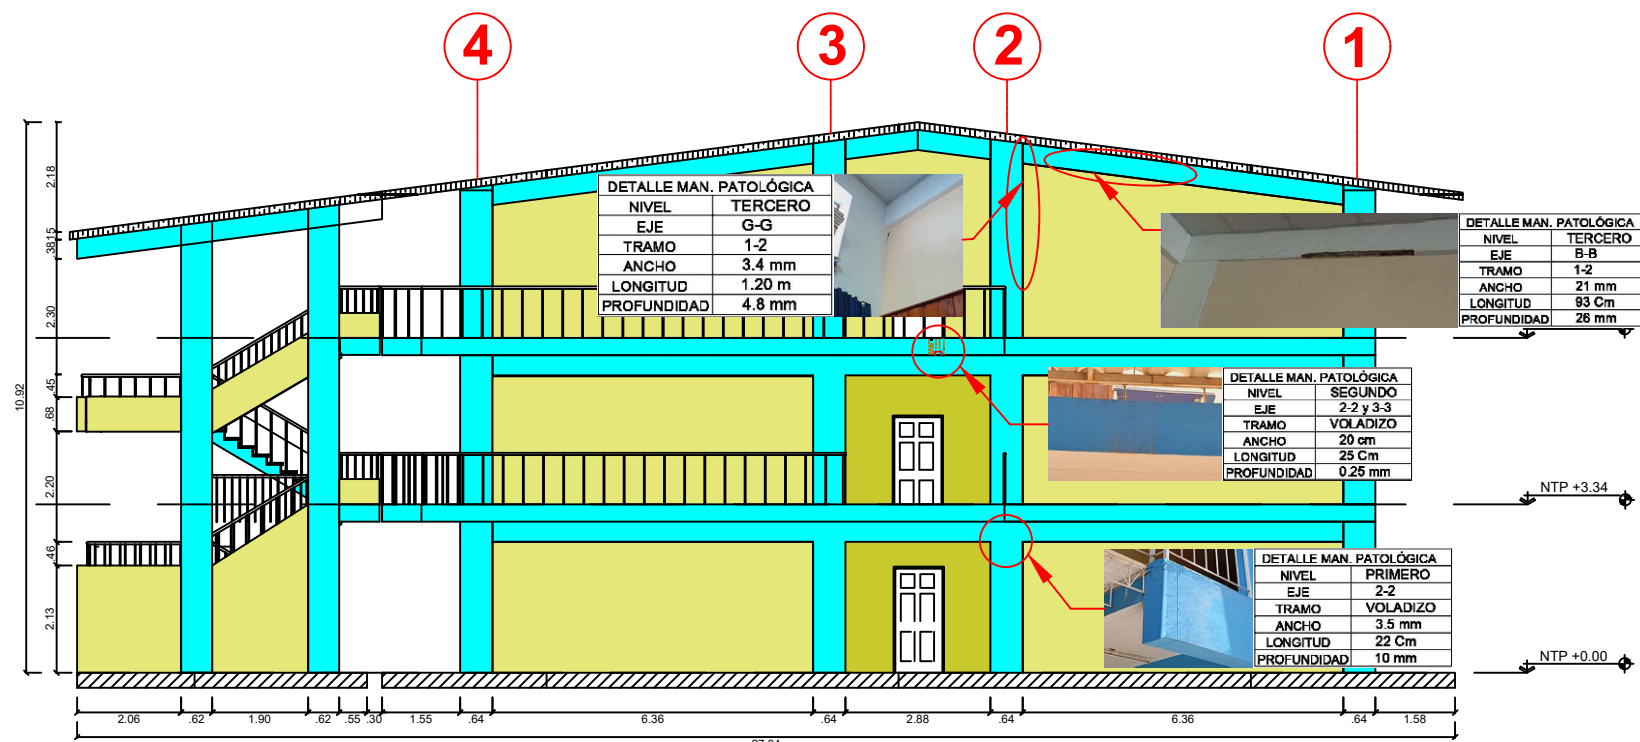 4
3
2
1
10.92
2.18
.15
.38
2.30
.45
.68
2.20
.46
2.13
DETALLE MAN. PATOLÓGICA
NIVEL TERCERO
EJE G-G
TRAMO 1-2
ANCHO 3.4 mm
LONGITUD 1.20 m
PROFUNDIDAD 4.8 mm
DETALLE MAN. PATOLÓGICA
NIVEL TERCERO
EJE B-B
TRAMO 1-2
ANCHO 21 mm
LONGITUD 93 Cm
PROFUNDIDAD 26 mm
DETALLE MAN. PATOLÓGICA
NIVEL SEGUNDO
EJE 2-2 y 3-3
TRAMO VOLADIZO
ANCHO 20 cm
LONGITUD 25 Cm
PROFUNDIDAD 0.25 mm
NTP +3.34
DETALLE MAN. PATOLÓGICA
NIVEL PRIMERO
EJE 2-2
TRAMO VOLADIZO
ANCHO 3.5 mm
LONGITUD 22 Cm
PROFUNDIDAD 10 mm
NTP +0.00
2.06 .62 1.90 .62 .55 .30 1.55 .64 6.36 .64 2.88 .64 6.36 .64 1.58